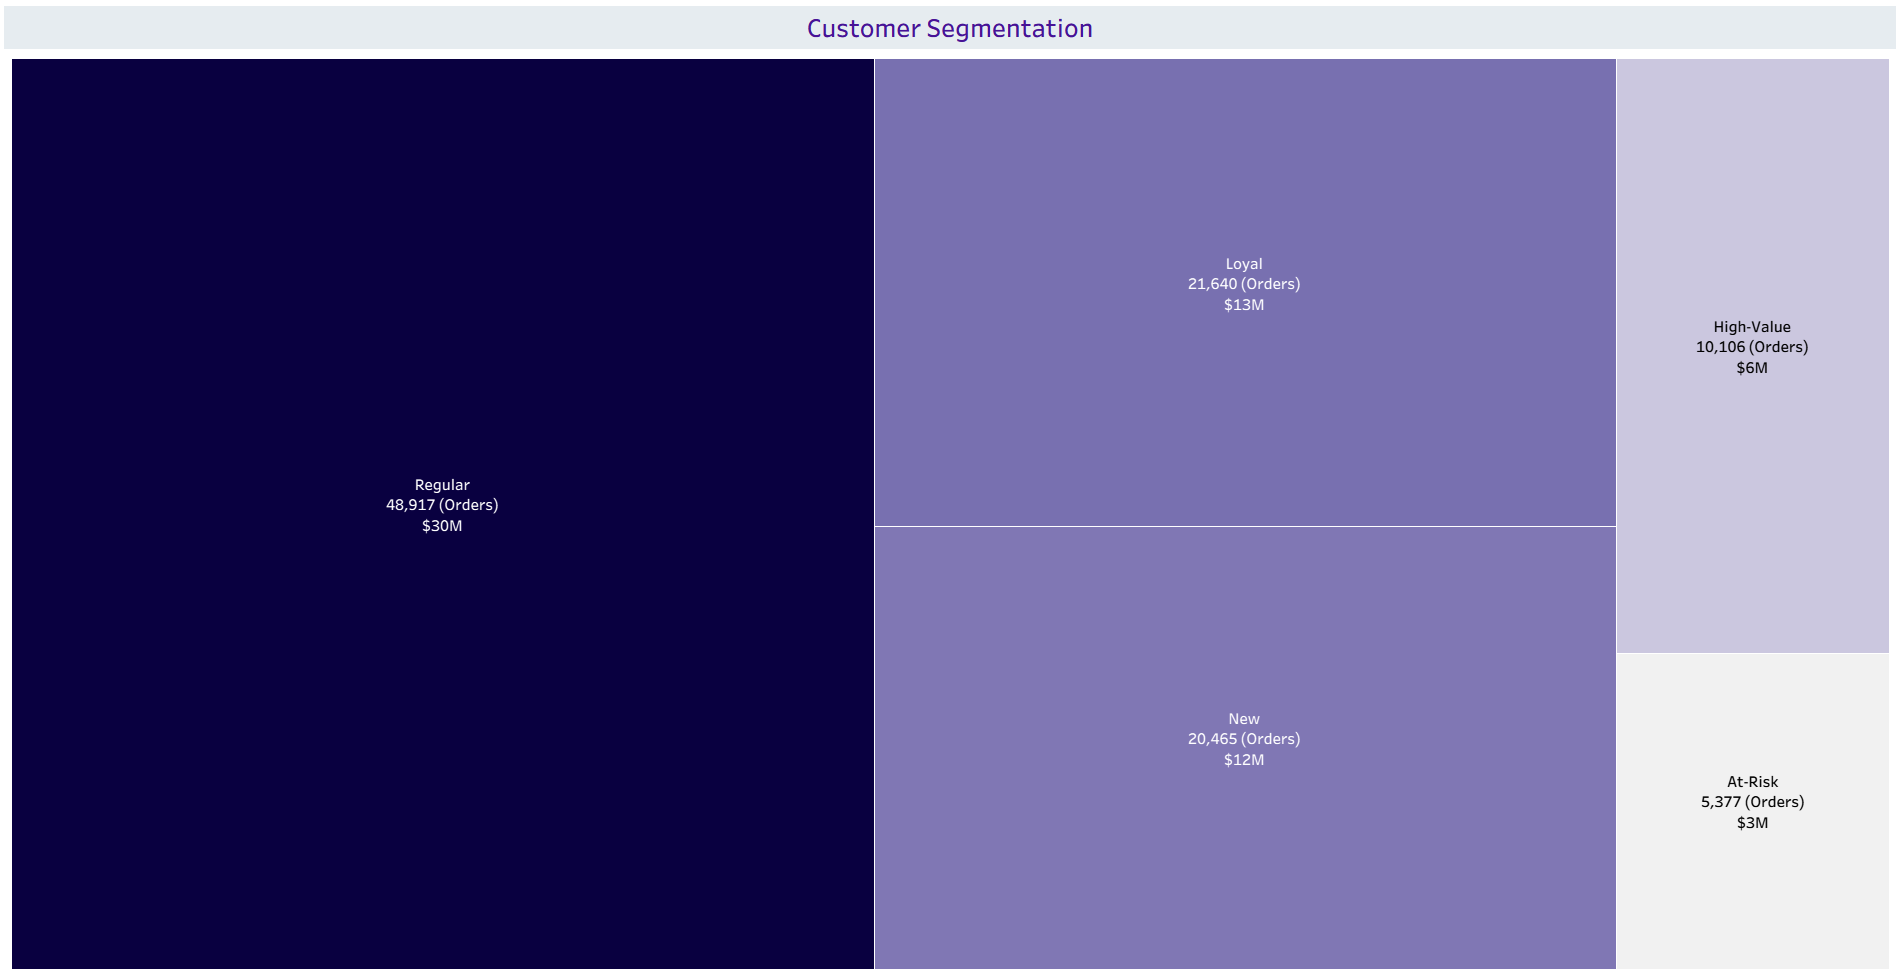 Customer Segmentation
Regular
48,917 (Orders)
$30M
Loyal
21,640 (Orders)
$13M
New
20,465 (Orders)
$12M
High-Value
10,106 (Orders)
$6M
At-Risk
5,377 (Orders)
$3M